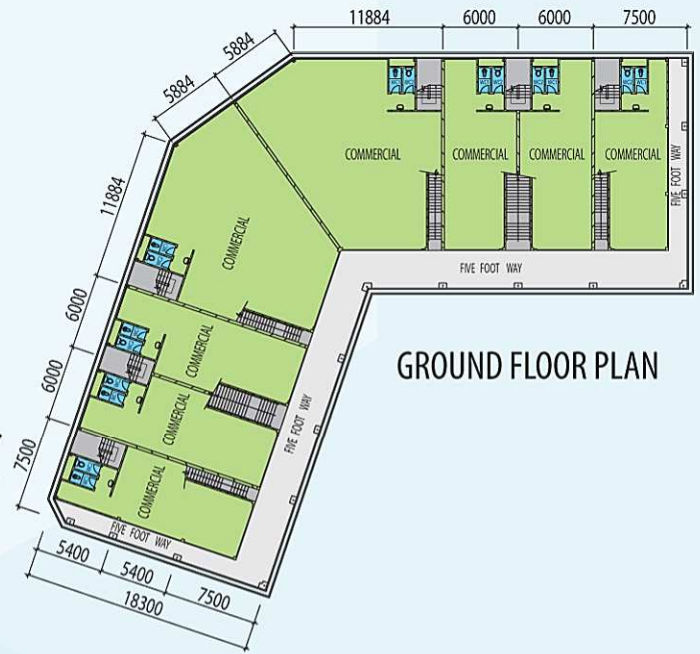 11884 6000 6000 7500
5884
5884
11884
6000
6000
7500
COMMERCIAL COMMERCIAL COMMERCIAL COMMERCIAL
FIVE FOOT WAY
FIVE FOOT WAY
COMMERCIAL
COMMERCIAL
COMMERCIAL
COMMERCIAL
FIVE FOOT WAY
FIVE FOOT WAY
GROUND FLOOR PLAN
5400
5400
7500
18300